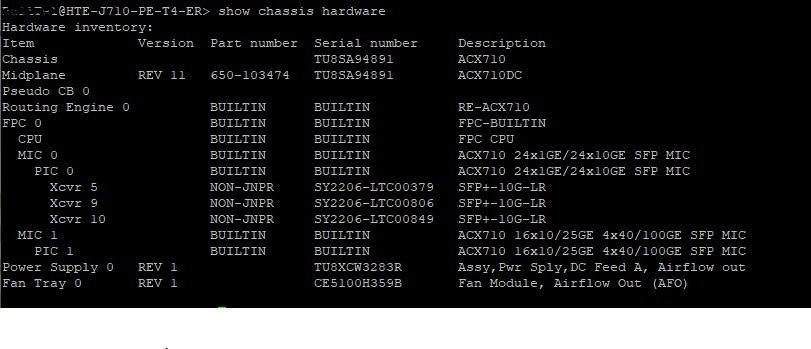 @HTE-J710-PE-T4-ER> show chassis hardware
Hardware inventory:
Item Version Part number Serial number Description
Chassis TU8SA94891 ACX710
Midplane REV 11 650-103474 TU8SA94891 ACX710DC
Pseudo CB 0
Routing Engine 0 BUILTIN BUILTIN RE-ACX710
FPC 0 BUILTIN BUILTIN FPC-BUILTIN
CPU BUILTIN BUILTIN FPC CPU
MIC 0 BUILTIN BUILTIN ACX710 24x1GE/24x10GE SFP MIC
PIC 0 BUILTIN BUILTIN ACX710 24x1GE/24x10GE SFP MIC
Xcvr 5 NON-JNPR SY2206-LTC00379 SFP+-10G-LR
Xcvr 9 NON-JNPR SY2206-LTC00806 SFP+-10G-LR
Xcvr 10 NON-JNPR SY2206-LTC00849 SFP+-10G-LR
MIC 1 BUILTIN BUILTIN ACX710 16x10/25GE 4x40/100GE SFP MIC
PIC 1 BUILTIN BUILTIN ACX710 16x10/25GE 4x40/100GE SFP MIC
Power Supply 0 REV 1 TU8XCW3283R Assy,Pwr Sply,DC Feed A, Airflow out
Fan Tray 0 REV 1 CE5100H359B Fan Module, Airflow Out (AFO)